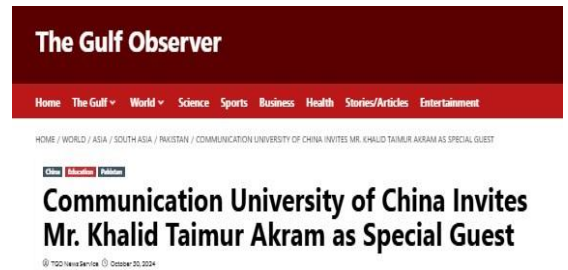 The Gulf Observer
Home The Gulf World Science Sports Business Health Stories/Articles Entertainment
HOME / WORLD / ASIA / SOUTH ASIA / PAKISTAN / COMMUNICATION UNIVERSITY OF CHINA INVITES MR. KHALID TAIMUR AKRAM AS SPECIAL GUEST
China Education Pakistan
Communication University of China Invites
Mr. Khalid Taimur Akram as Special Guest
TGO News Service October 30, 2024